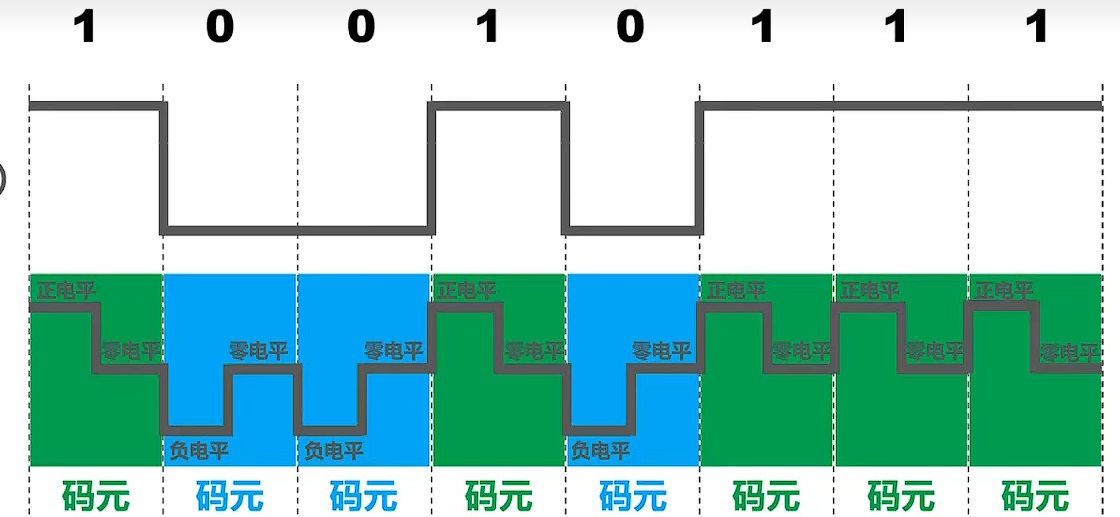 1 0 0 1 0 1 1 1
)
正电平 正电平 正电平 正电平 正电平
零电平 零电平 零电平 零电平 零电平 零电平 零电平 零电平
负电平 负电平 负电平
码元 码元 码元 码元 码元 码元 码元 码元